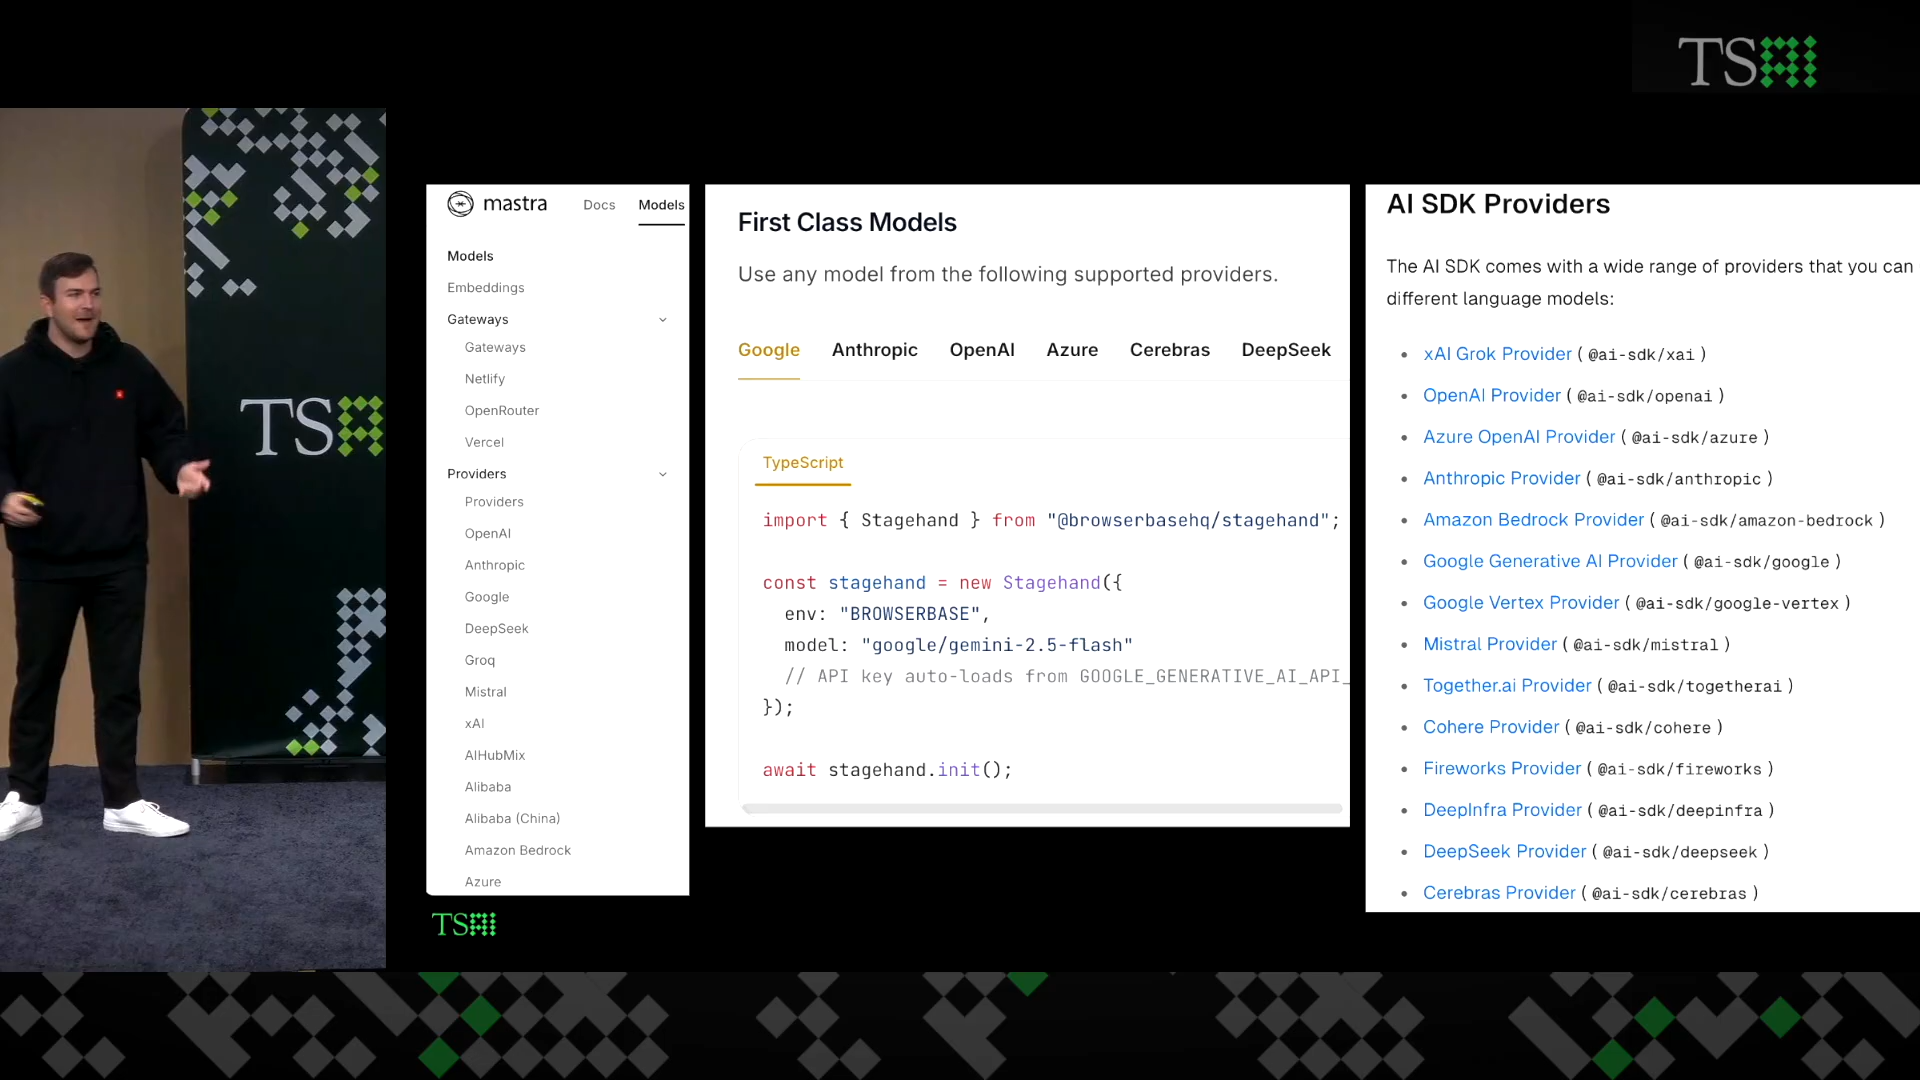 TSAI
TSAI
mastra Docs Models
Models
Embeddings
Gateways
Gateways
Netlify
OpenRouter
Vercel
Providers
Providers
OpenAI
Anthropic
Google
DeepSeek
Groq
Mistral
xAI
AIHubMix
Alibaba
Alibaba (China)
Amazon Bedrock
Azure
TSAI
First Class Models
Use any model from the following supported providers.
Google Anthropic OpenAI Azure Cerebras DeepSeek
TypeScript
import { Stagehand } from "@browserbasehq/stagehand";
const stagehand = new Stagehand({
env: "BROWSERBASE",
model: "google/gemini-2.5-flash"
// API key auto-loads from GOOGLE_GENERATIVE_AI_API_
});
await stagehand.init();
AI SDK Providers
The AI SDK comes with a wide range of providers that you can
different language models:
• xAI Grok Provider ( @ai-sdk/xai )
• OpenAI Provider ( @ai-sdk/openai )
• Azure OpenAI Provider ( @ai-sdk/azure )
• Anthropic Provider ( @ai-sdk/anthropic )
• Amazon Bedrock Provider ( @ai-sdk/amazon-bedrock )
• Google Generative AI Provider ( @ai-sdk/google )
• Google Vertex Provider ( @ai-sdk/google-vertex )
• Mistral Provider ( @ai-sdk/mistral )
• Together.ai Provider ( @ai-sdk/togetherai )
• Cohere Provider ( @ai-sdk/cohere )
• Fireworks Provider ( @ai-sdk/fireworks )
• DeepInfra Provider ( @ai-sdk/deepinfra )
• DeepSeek Provider ( @ai-sdk/deepseek )
• Cerebras Provider ( @ai-sdk/cerebras )